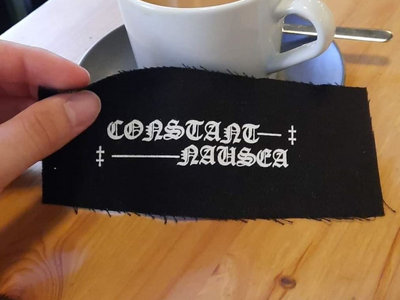 CONSTANT— ‡
‡ ———NAUSEA